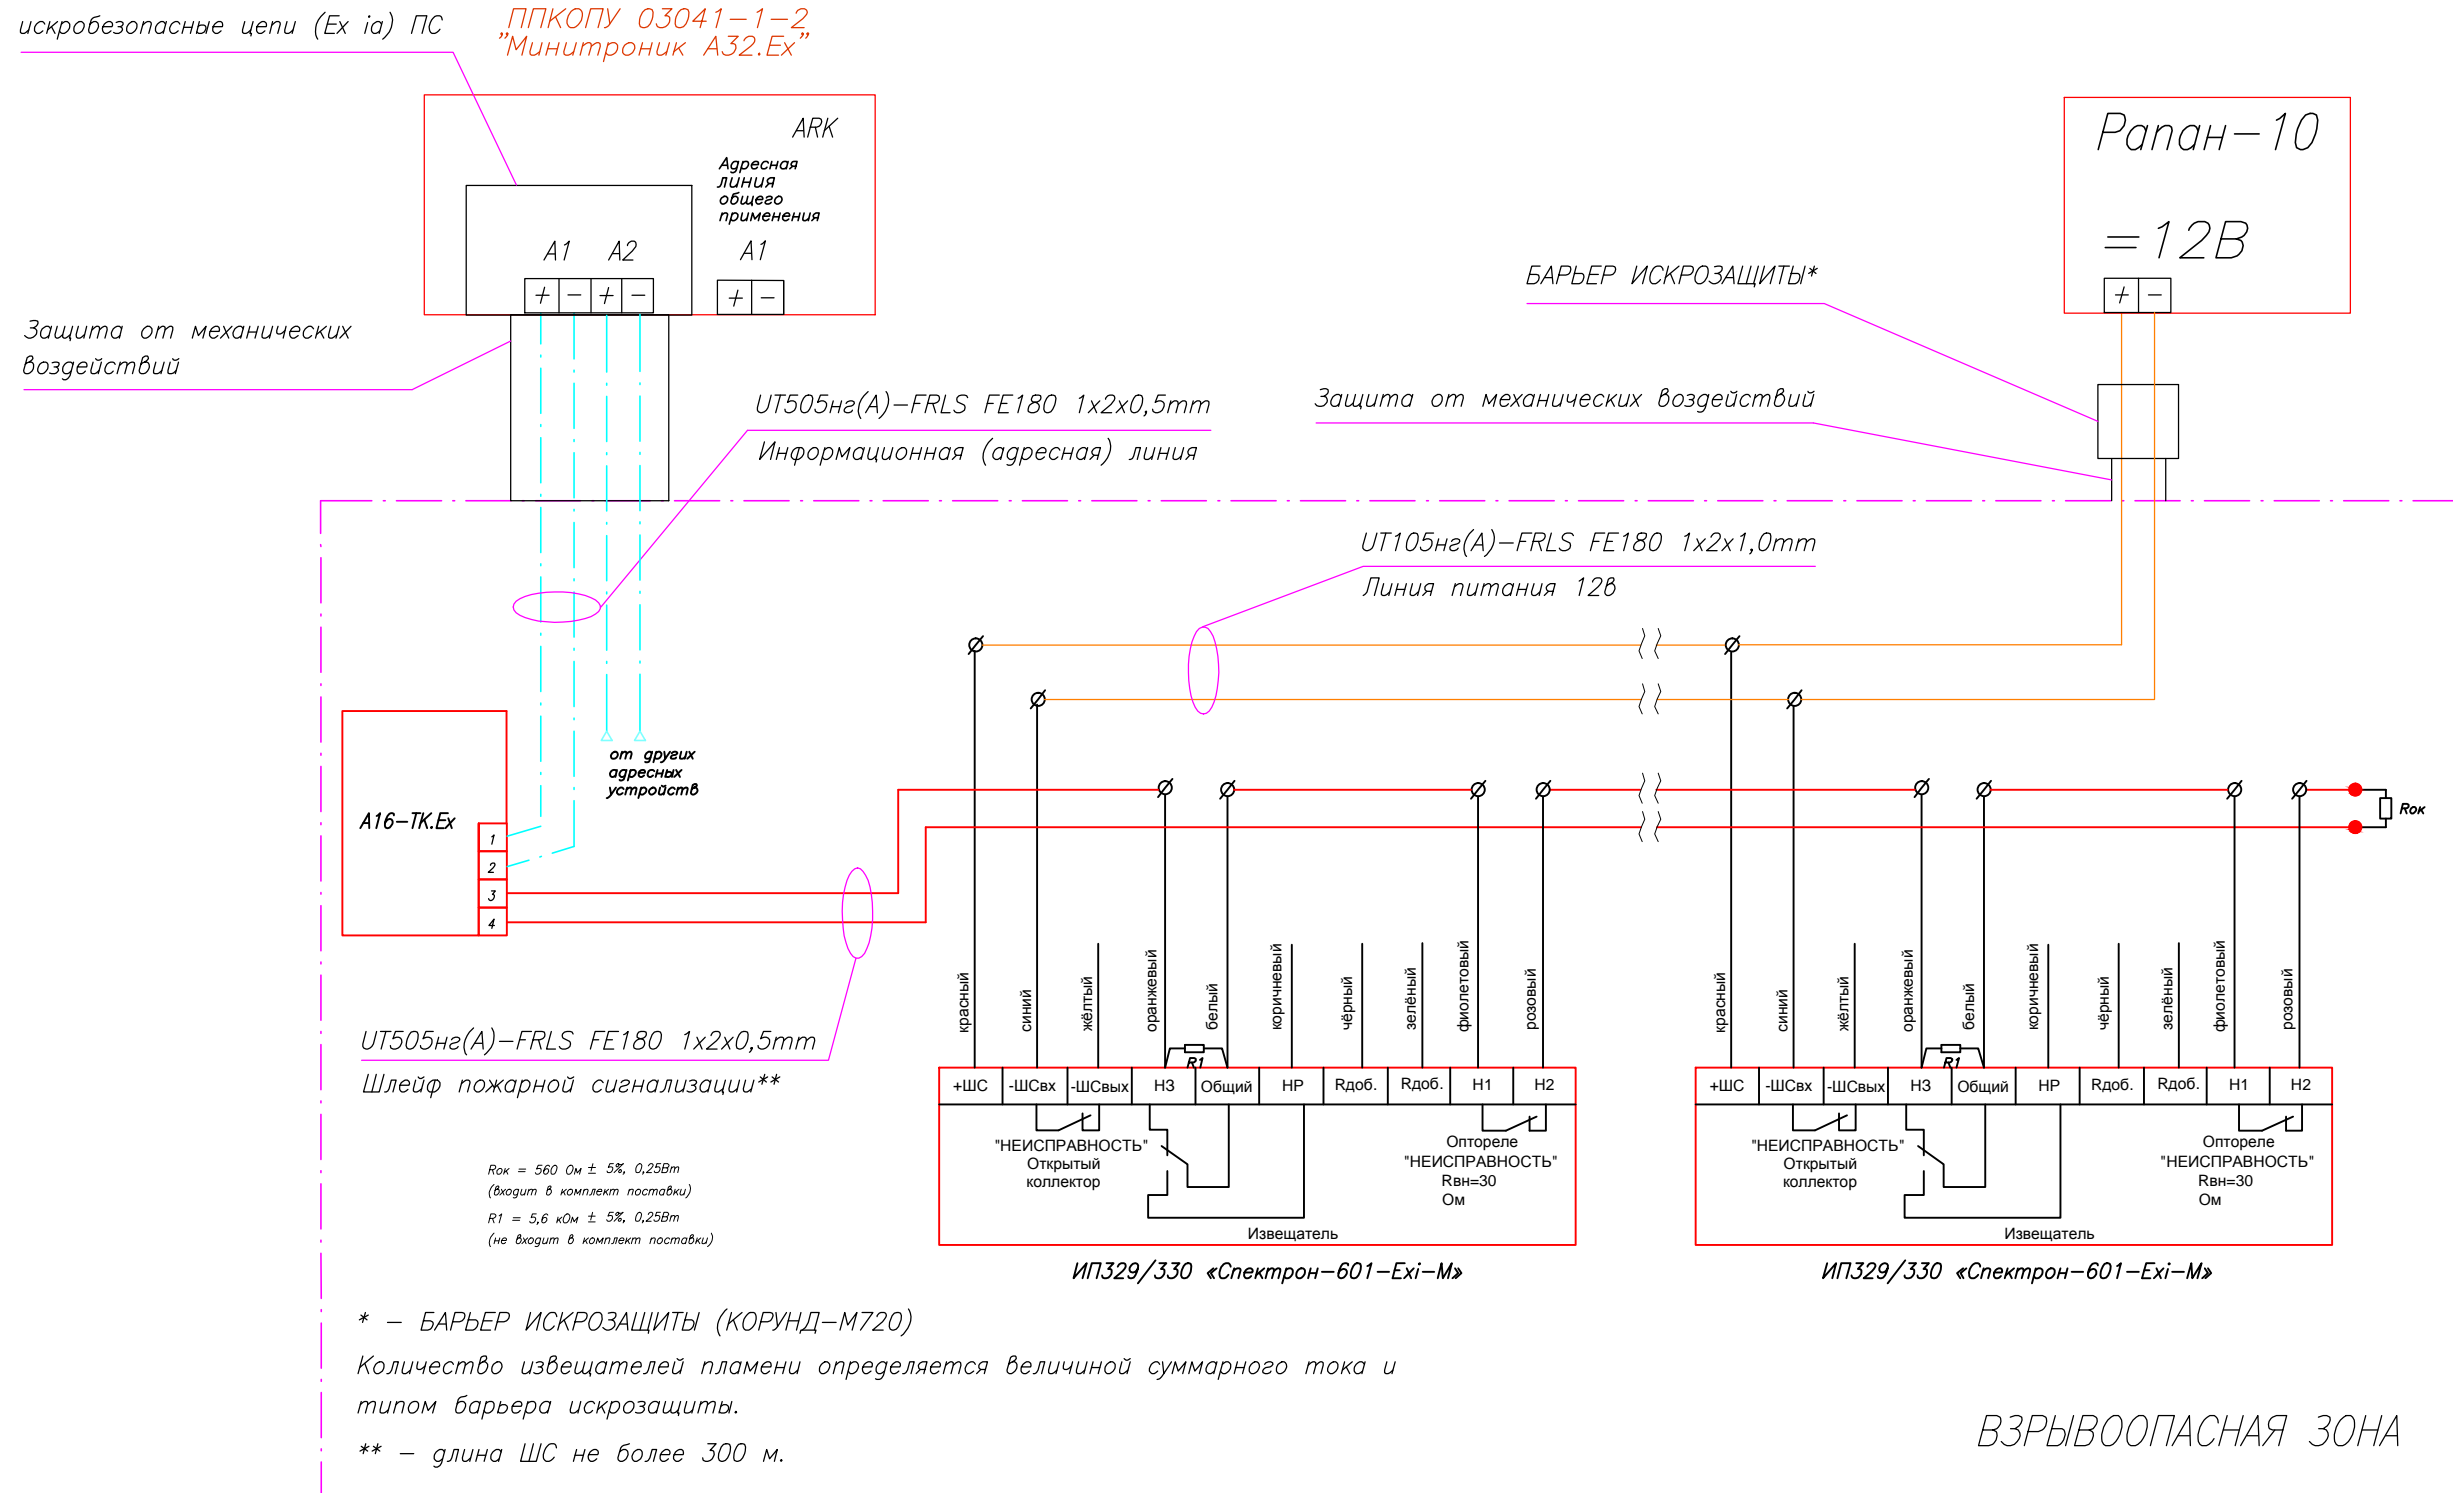 искробезопасные цепи (Ex ia) ПС
ППКОПУ 03041-1-2
"Минитроник А32.Ex"
ARK
Адресная
линия
общего
применения
А1 А2
А1
+ - + -
+ -
Рапан-10
=12В
+ -
БАРЬЕР ИСКРОЗАЩИТЫ*
Защита от механических
воздействий
Защита от механических воздействий
UT505нг(А)-FRLS FE180 1x2x0,5mm
Информационная (адресная) линия
UT105нг(А)-FRLS FE180 1x2x1,0mm
Линия питания 12в
от других
адресных
устройств
А16-ТК.Ex
1
2
3
4
Rок
UT505нг(А)-FRLS FE180 1x2x0,5mm
Шлейф пожарной сигнализации**
красный
синий
жёлтый
оранжевый
белый
коричневый
чёрный
зелёный
фиолетовый
розовый
R1
+ШС -ШСвх -ШСвых НЗ Общий НР Rдоб. Rдоб. Н1 Н2
"НЕИСПРАВНОСТЬ"
Открытый
коллектор
Оптореле
"НЕИСПРАВНОСТЬ"
Rвн=30
Ом
Извещатель
ИП329/330 «Спектрон-601-Exi-М»
красный
синий
жёлтый
оранжевый
белый
коричневый
чёрный
зелёный
фиолетовый
розовый
R1
+ШС -ШСвх -ШСвых НЗ Общий НР Rдоб. Rдоб. Н1 Н2
"НЕИСПРАВНОСТЬ"
Открытый
коллектор
Оптореле
"НЕИСПРАВНОСТЬ"
Rвн=30
Ом
Извещатель
ИП329/330 «Спектрон-601-Exi-М»
Rок = 560 Ом ± 5%, 0,25Вт
(входит в комплект поставки)
R1 = 5,6 кОм ± 5%, 0,25Вт
(не входит в комплект поставки)
* - БАРЬЕР ИСКРОЗАЩИТЫ (КОРУНД-М720)
Количество извещателей пламени определяется величиной суммарного тока и
типом барьера искрозащиты.
** - длина ШС не более 300 м.
ВЗРЫВООПАСНАЯ ЗОНА